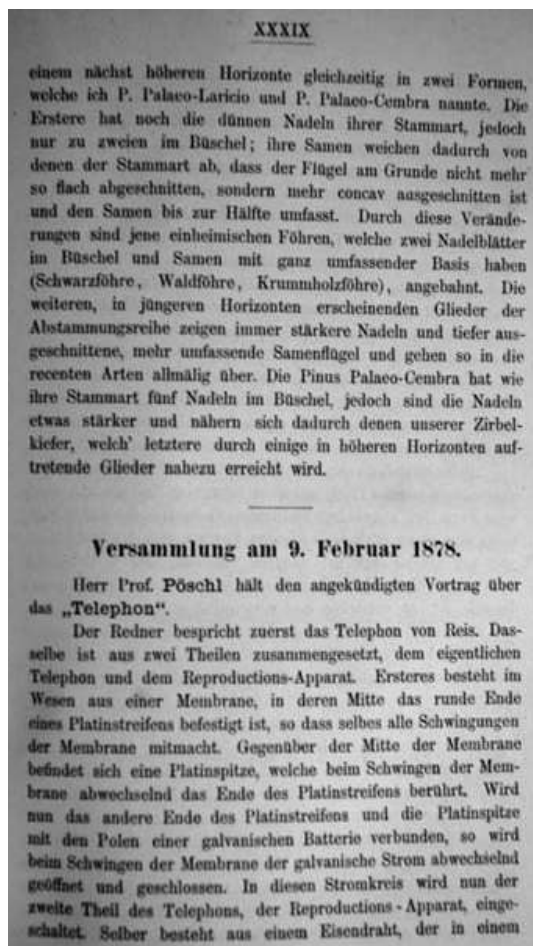 XXXIX
einem nächst höheren Horizonte gleichzeitig in zwei Formen,
welche ich P. Palaeo-Laricio und P. Palaeo-Cembra nannte. Die
Erstere hat noch die dünnen Nadeln ihrer Stammart, jedoch
nur zu zweien im Büschel; ihre Samen weichen dadurch von
denen der Stammart ab, dass der Flügel am Grunde nicht mehr
so flach abgeschnitten, sondern mehr concav ausgeschnitten ist
und den Samen bis zur Hälfte umfasst. Durch diese Verände-
rungen sind jene einheimischen Föhren, welche zwei Nadelblätter
im Büschel und Samen mit ganz umfassender Basis haben
(Schwarzföhre, Waldföhre, Krummholzföhre), angebahnt. Die
weiteren, in jüngeren Horizonten erscheinenden Glieder der
Abstammungsreihe zeigen immer stärkere Nadeln und tiefer aus-
geschnittene, mehr umfassende Samenflügel und gehen so in die
recenten Arten allmälig über. Die Pinus Palaeo-Cembra hat wie
ihre Stammart fünf Nadeln im Büschel, jedoch sind die Nadeln
etwas stärker und nähern sich dadurch denen unserer Zirbel-
kiefer, welch' letztere durch einige in höheren Horizonten auf-
tretende Glieder nahezu erreicht wird.
Versammlung am 9. Februar 1878.
Herr Prof. Pöschl hält den angekündigten Vortrag über
das „Telephon“.
Der Redner bespricht zuerst das Telephon von Reis. Das-
selbe ist aus zwei Theilen zusammengesetzt, dem eigentlichen
Telephon und dem Reproductions-Apparat. Ersteres besteht im
Wesen aus einer Membrane, in deren Mitte das runde Ende
eines Platinstreifens befestigt ist, so dass selbes alle Schwingungen
der Membrane mitmacht. Gegenüber der Mitte der Membrane
befindet sich eine Platinspitze, welche beim Schwingen der Mem-
brane abwechselnd das Ende des Platinstreifens berührt. Wird
nun das andere Ende des Platinstreifens und die Platinspitze
mit den Polen einer galvanischen Batterie verbunden, so wird
beim Schwingen der Membrane der galvanische Strom abwechselnd
geöffnet und geschlossen. In diesen Stromkreis wird nun der
zweite Theil des Telephons, der Reproductions-Apparat, einge-
schaltet. Selber besteht aus einem Eisendraht, der in einem